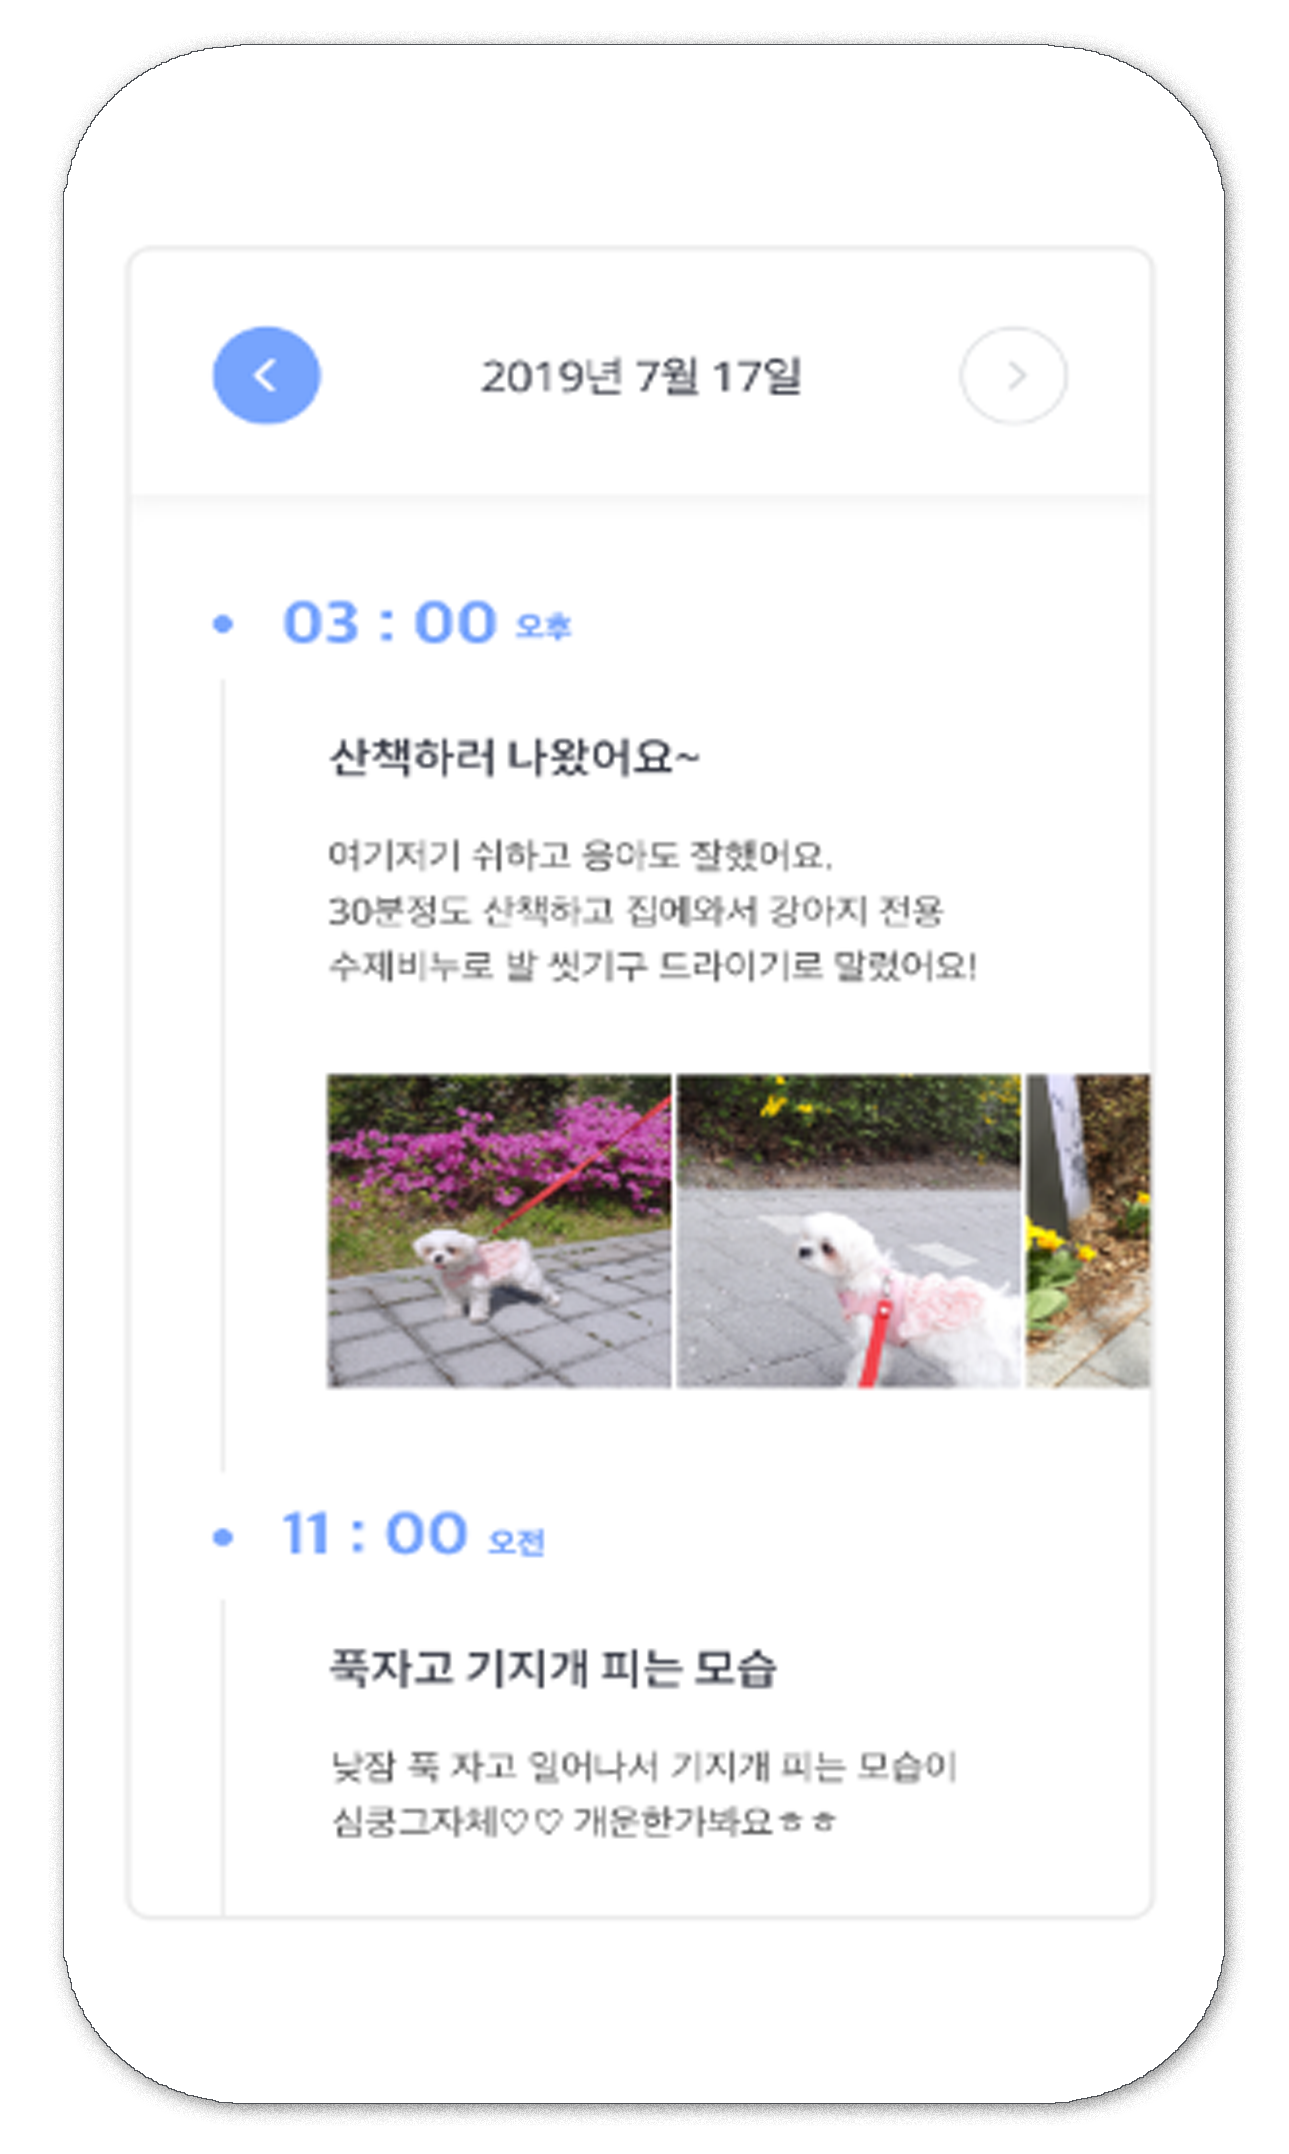 2019년 7월 17일
03 : 00 오후
산책하러 나왔어요~
여기저기 쉬하고 응아도 잘했어요.
30분정도 산책하고 집에와서 강아지 전용
수제비누로 발 씻기구 드라이기로 말렸어요!
11 : 00 오전
푹자고 기지개 피는 모습
낮잠 푹 자고 일어나서 기지개 피는 모습이
심쿵그자체♡♡ 개운한가봐요ㅎㅎ